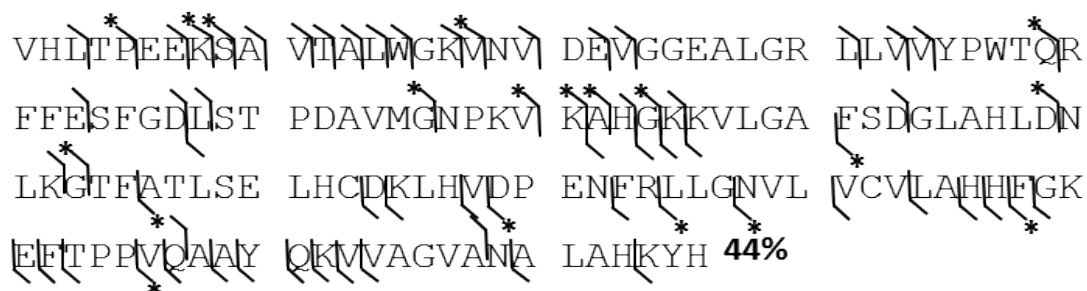 VHLTPEEKSA VTALWGKVNV DEVGGEALGR LLVVYPWTQR
FFESFGDLST PDAVMGNPKV KAHGKKVLGA FSDGLAHLDN
LKGTFATLSE LHCDKLHVDP ENFRLLGNVL VCVLAHHFGK
EFTPPVQAAY QKVVAGVANA LAHKYH 44%